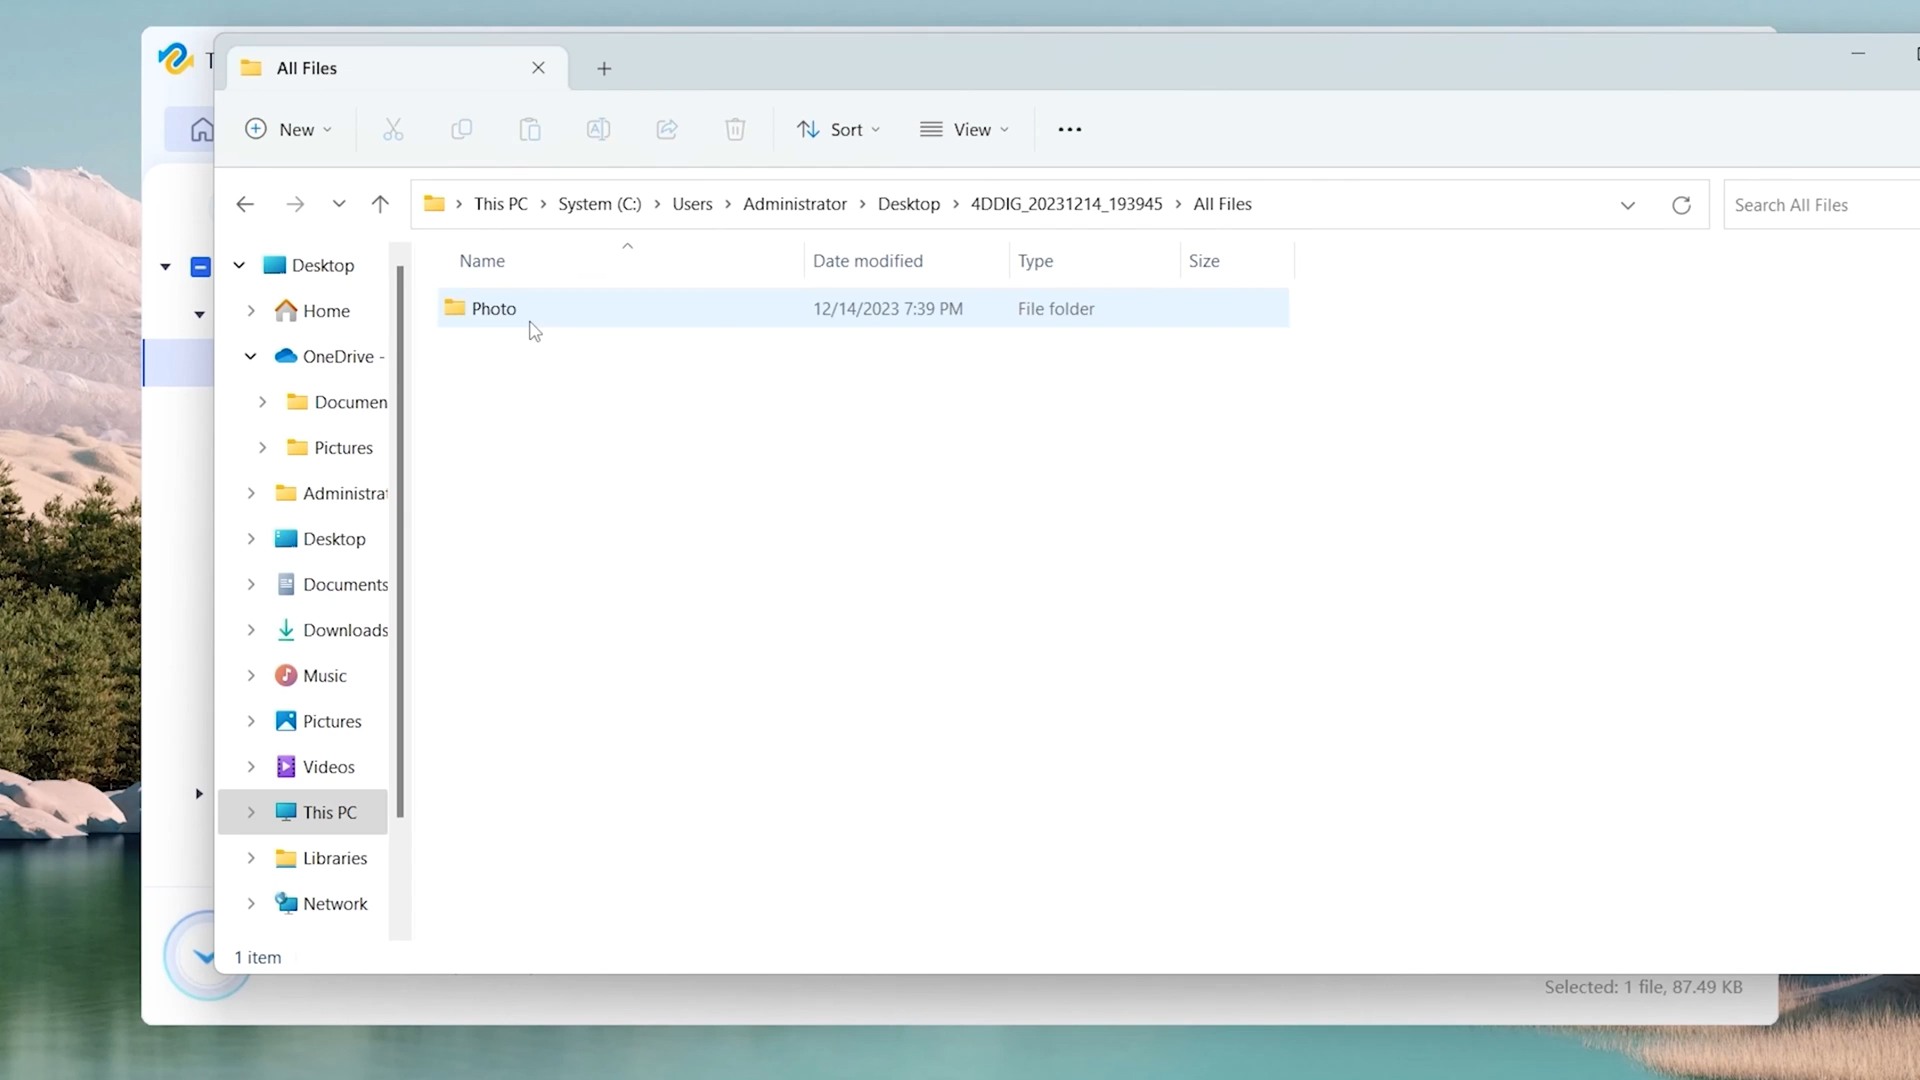 T
All Files
New
Sort
View
This PC
System (C:)
Users
Administrator
Desktop
4DDIG_20231214_193945
All Files
Search All Files
Name
Date modified
Type
Size
Photo
12/14/2023 7:39 PM
File folder
Desktop
Home
OneDrive -
Documen
Pictures
Administra
Desktop
Documents
Downloads
Music
Pictures
Videos
This PC
Libraries
Network
1 item
Selected: 1 file, 87.49 KB